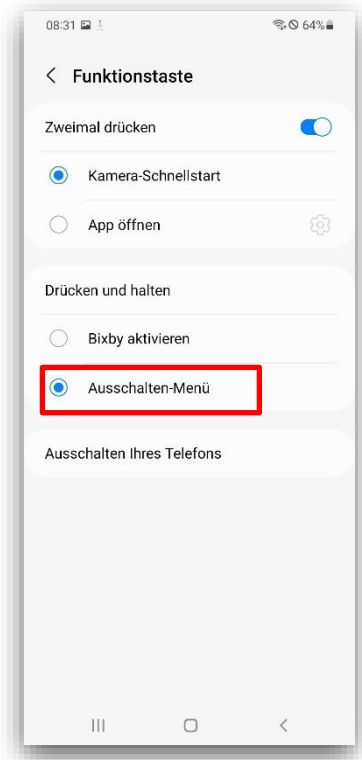 08:31 64%
Funktionstaste
Zweimal drücken
Kamera-Schnellstart
App öffnen
Drücken und halten
Bixby aktivieren
Ausschalten-Menü
Ausschalten Ihres Telefons